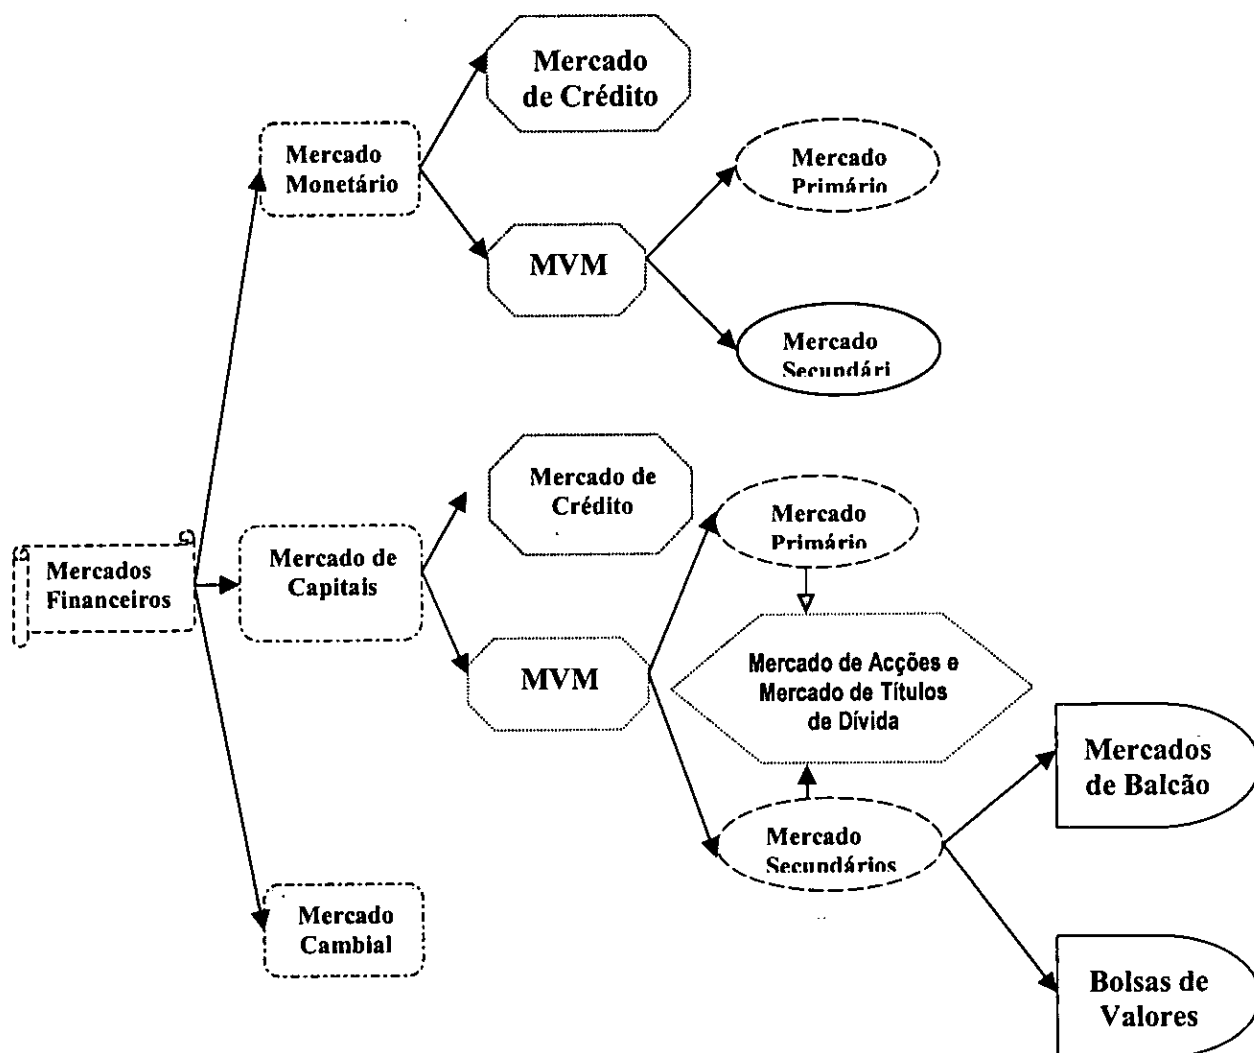 Mercado
de Crédito
Mercado
Monetário
Mercado
Primário
MVM
Mercado
Secundári
Mercado de
Crédito
Mercado
Primário
Mercados
Financeiros
Mercado de
Capitais
MVM
Mercado de Acções e
Mercado de Títulos
de Dívida
Mercados
de Balcão
Mercado
Secundários
Mercado
Cambial
Bolsas de
Valores